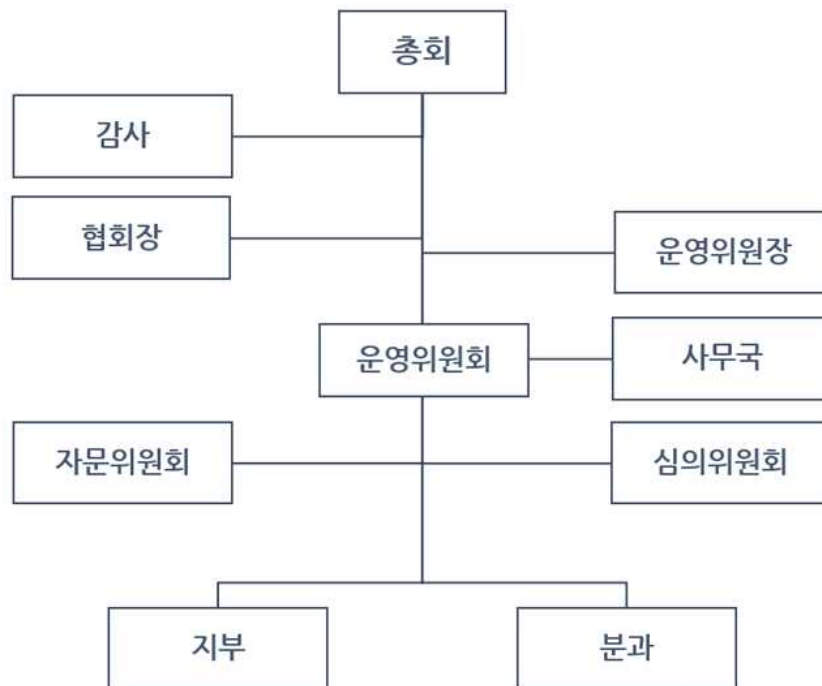 총회
감사
협회장
운영위원장
운영위원회
사무국
자문위원회
심의위원회
지부
분과